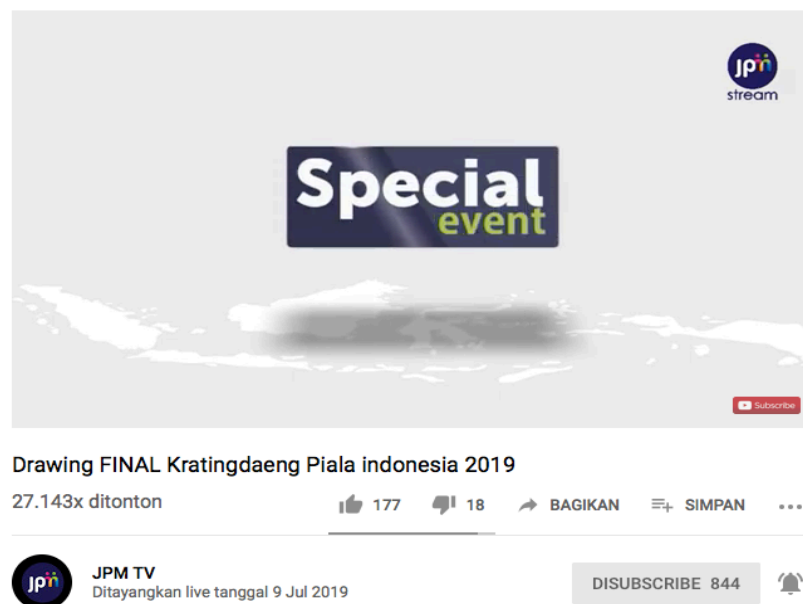 JPM
stream
Special
event
Subscribe
Drawing FINAL Kratingdaeng Piala indonesia 2019
27.143x ditonton 177 18 BAGIKAN SIMPAN
JPM
JPM TV
Ditayangkan live tanggal 9 Jul 2019
DISUBSCRIBE 844